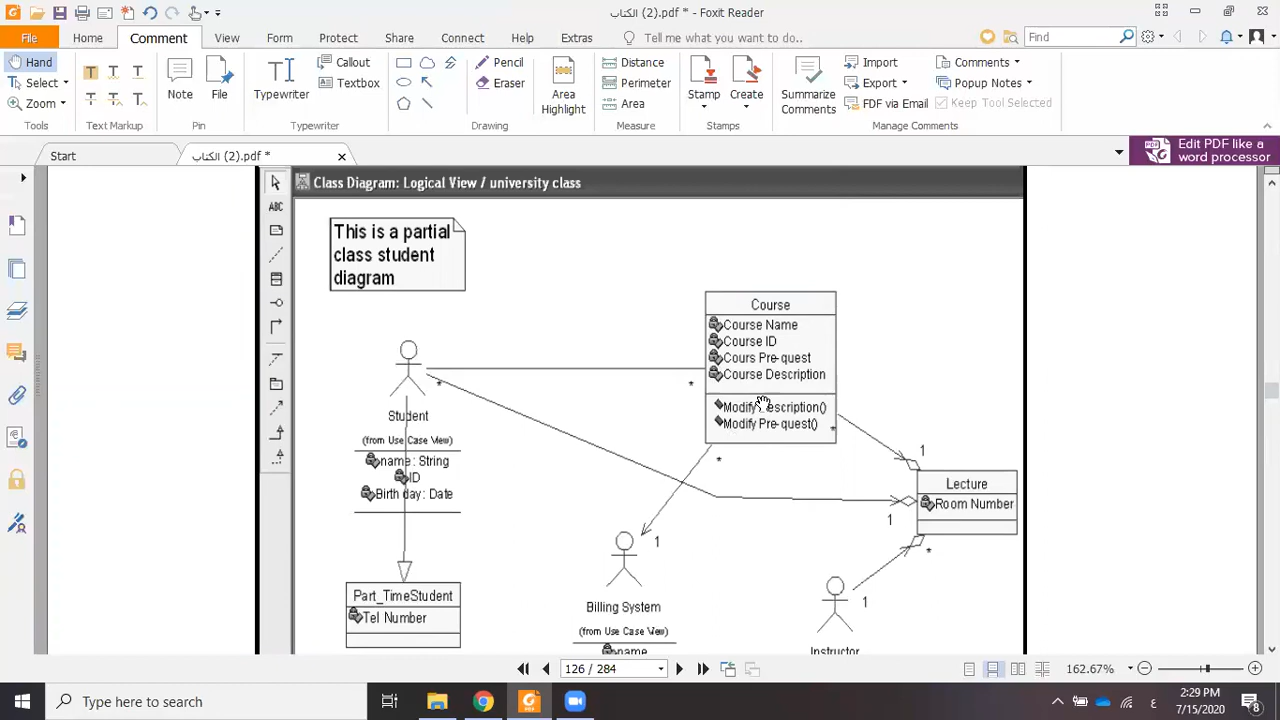 الكتاب (2).pdf * - Foxit Reader
File
Home
Comment
View
Form
Protect
Share
Connect
Help
Extras
Tell me what you want to do..
Find
Hand
Select
Zoom
Tools
Text Markup
Note
File
Pin
Typewriter
Callout
Textbox
Typewriter
Pencil
Eraser
Area
Highlight
Drawing
Distance
Perimeter
Area
Measure
Stamp
Create
Stamps
Summarize
Comments
Import
Export
FDF via Email
Comments
Popup Notes
Keep Tool Selected
Manage Comments
Start
الكتاب (2).pdf *
Edit PDF like a
word processor
Class Diagram: Logical View / university class
ABC
This is a partial
class student
diagram
Course
Course Name
Course ID
Cours Pre-quest
Course Description
Modify Description()
Modify Pre-quest()
*
*
*
*
1
Student
(from Use Case View)
name : String
ID
Birth day : Date
Lecture
Room Number
1
1
*
1
Part_TimeStudent
Tel Number
Billing System
(from Use Case View)
name
Instructor
126 / 284
162.67%
Type here to search
ع
2:29 PM
7/15/2020
8